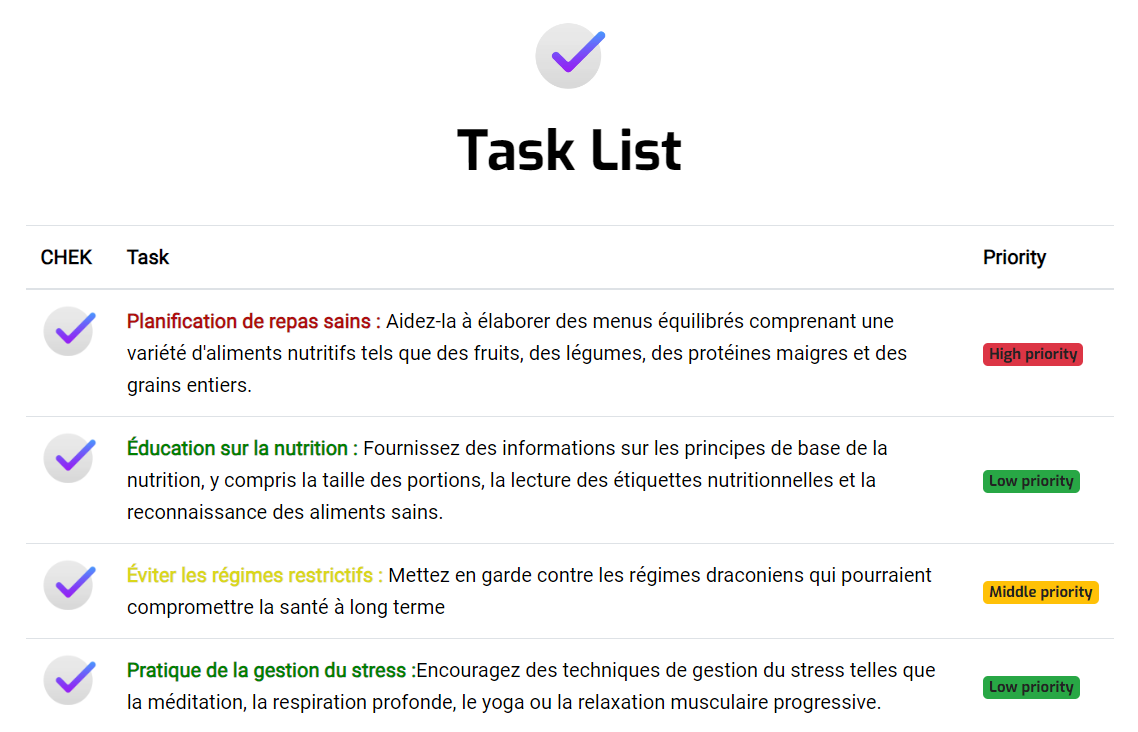 Task List
CHEK Task Priority
Planification de repas sains : Aidez-la à élaborer des menus équilibrés comprenant une
variété d'aliments nutritifs tels que des fruits, des légumes, des protéines maigres et des
grains entiers.
High priority
Éducation sur la nutrition : Fournissez des informations sur les principes de base de la
nutrition, y compris la taille des portions, la lecture des étiquettes nutritionnelles et la
reconnaissance des aliments sains.
Low priority
Éviter les régimes restrictifs : Mettez en garde contre les régimes draconiens qui pourraient
compromettre la santé à long terme
Middle priority
Pratique de la gestion du stress :Encouragez des techniques de gestion du stress telles que
la méditation, la respiration profonde, le yoga ou la relaxation musculaire progressive.
Low priority